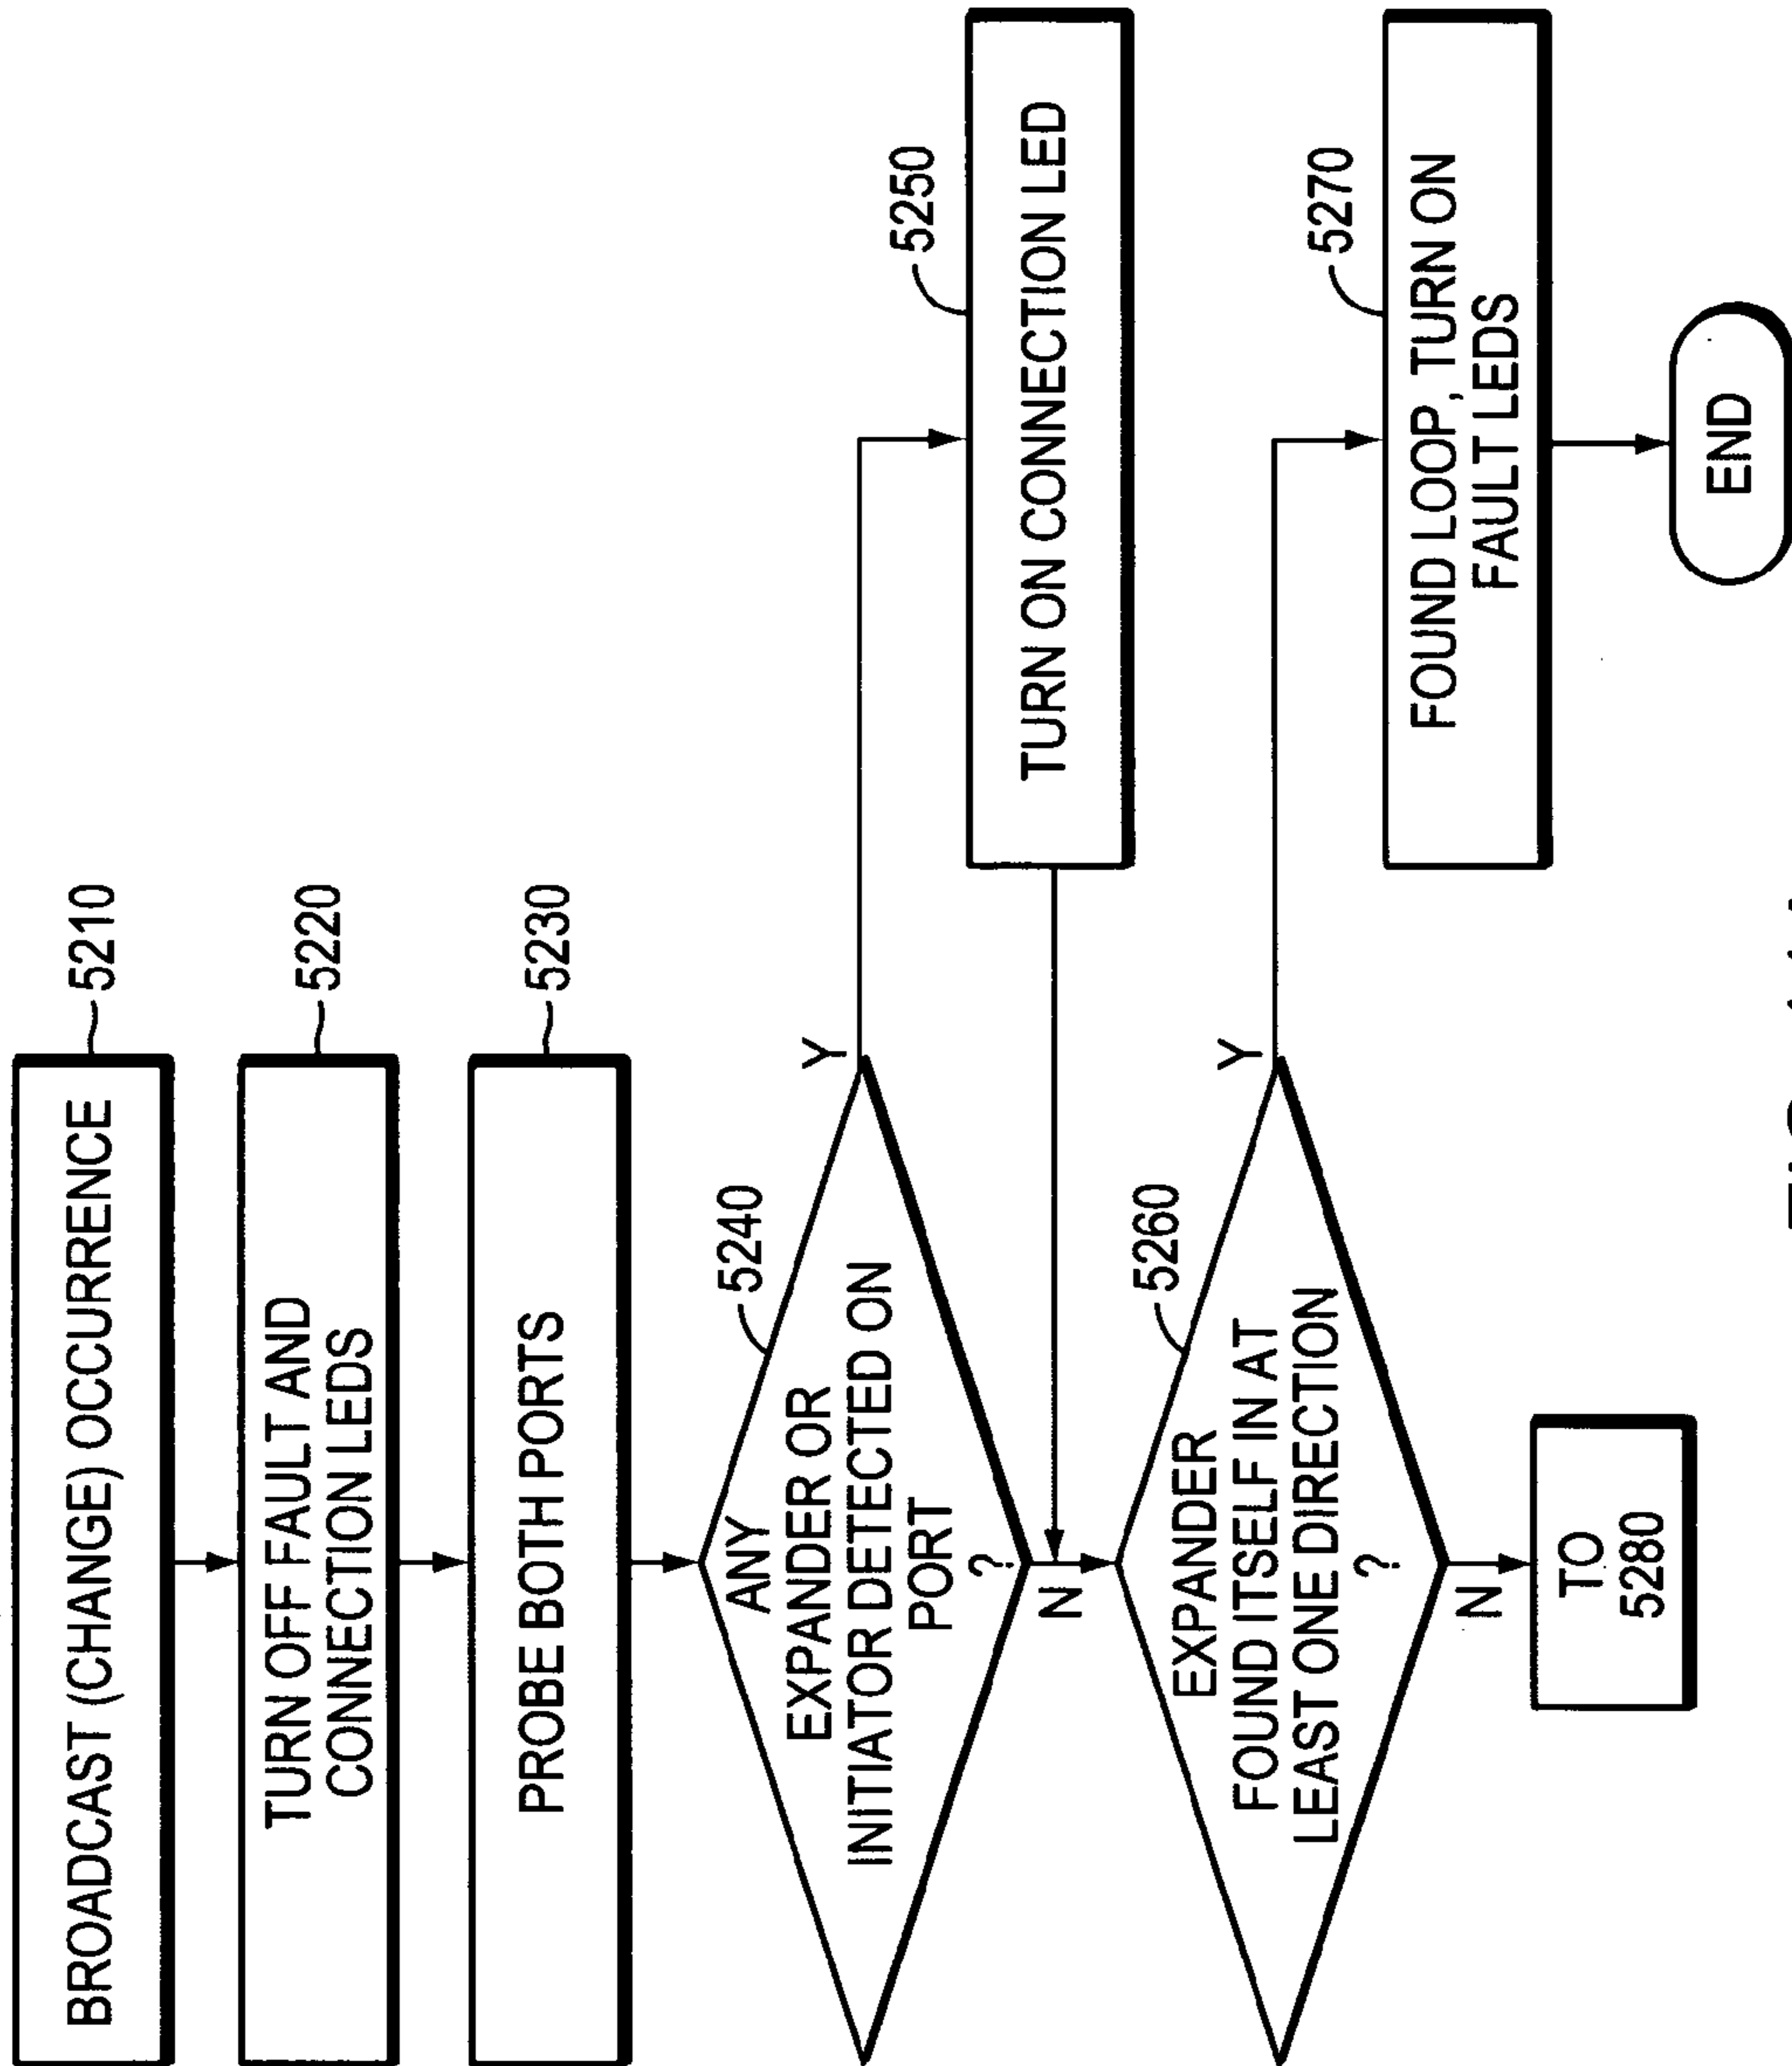 BROADCAST (CHANGE) OCCURRENCE
5210
TURN OFF FAULT AND
CONNECTION LEDS
5220
PROBE BOTH PORTS
5230
ANY
EXPANDER OR
INITIATOR DETECTED ON
PORT
?
5240
Y
N
TURN ON CONNECTION LED
5250
EXPANDER
FOUND ITSELF IN AT
LEAST ONE DIRECTION
?
5260
Y
N
FOUND LOOP, TURN ON
FAULT LEDS
5270
END
TO
5280